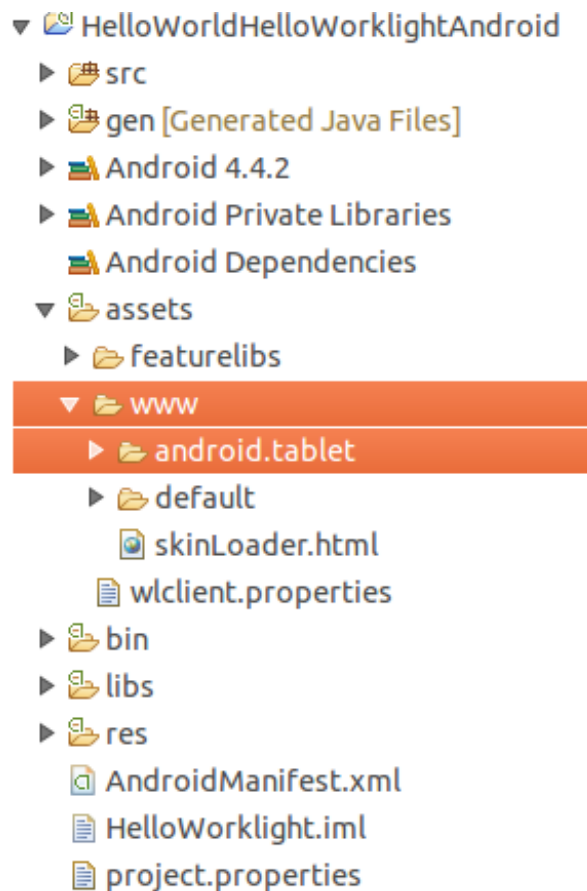 HelloWorldHelloWorklightAndroid
src
gen [Generated Java Files]
Android 4.4.2
Android Private Libraries
Android Dependencies
assets
featurelibs
www
android.tablet
default
skinLoader.html
wlclient.properties
bin
libs
res
AndroidManifest.xml
HelloWorklight.iml
project.properties